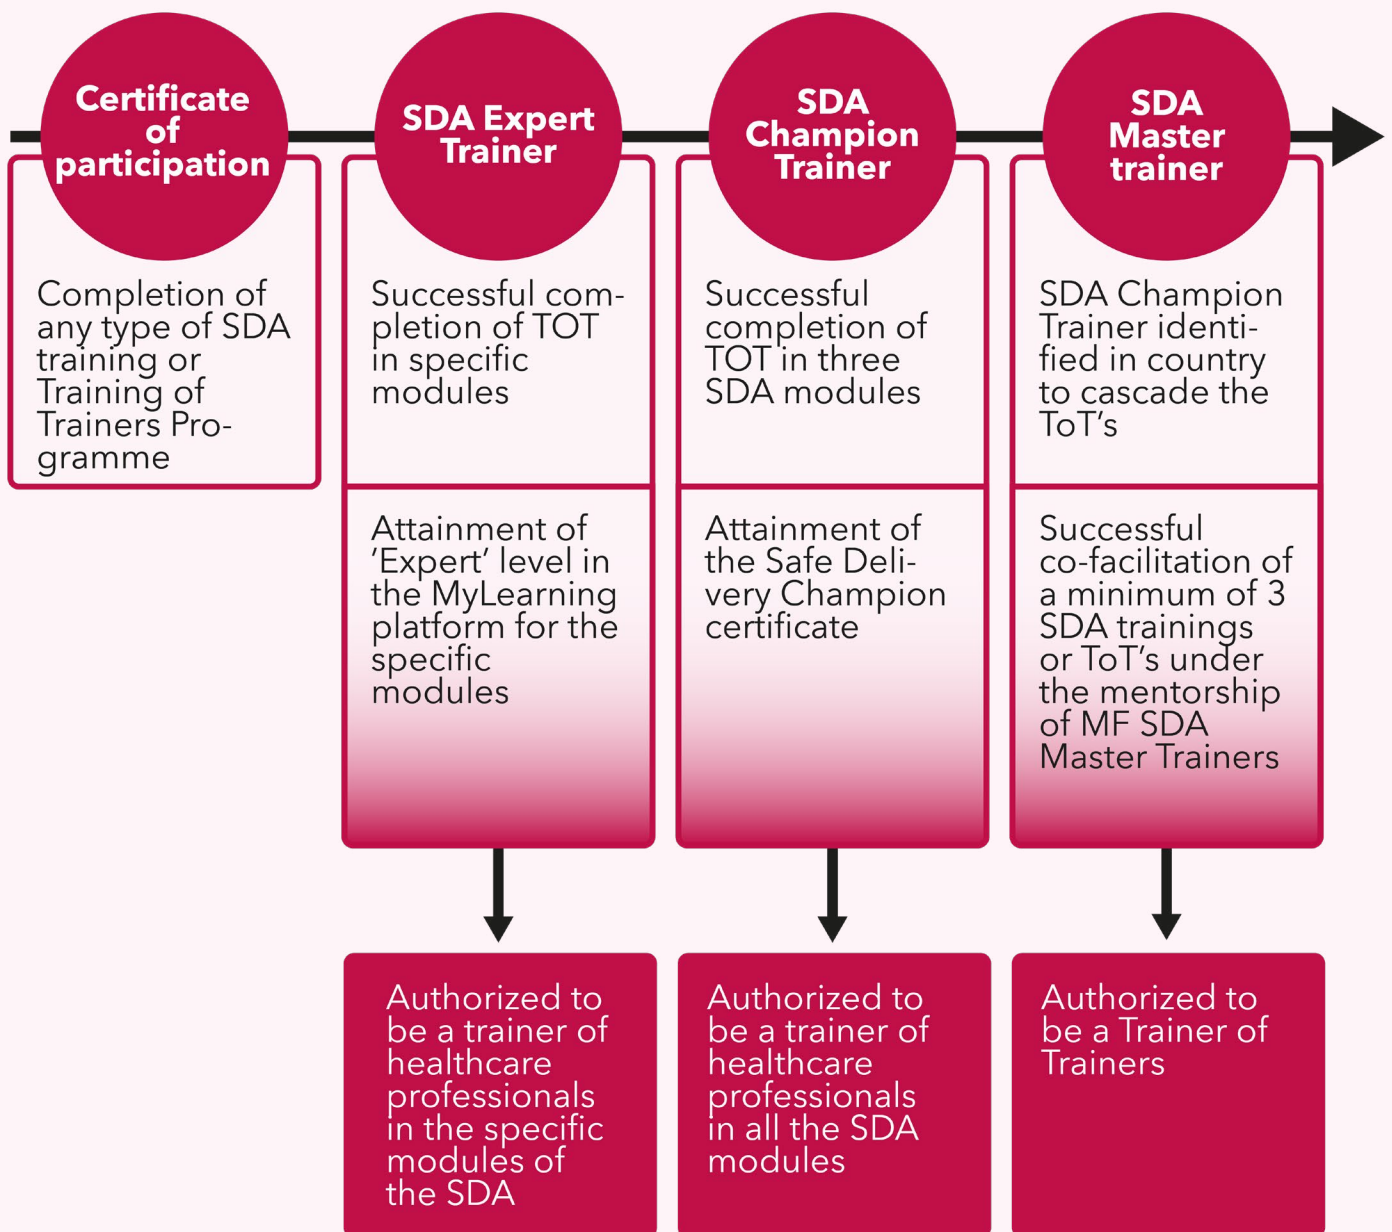 Certificate
of
participation
Completion of
any type of SDA
training or
Training of
Trainers Pro-
gramme
SDA Expert
Trainer
Successful com-
pletion of TOT
in specific
modules
Attainment of
’Expert’ level in
the MyLearning
platform for the
specific
modules
Authorized to
be a trainer of
healthcare
professionals
in the specific
modules of
the SDA
SDA
Champion
Trainer
Successful
completion of
TOT in three
SDA modules
Attainment of
the Safe Deli-
very Champion
certificate
Authorized to
be a trainer of
healthcare
professionals
in all the SDA
modules
SDA
Master
trainer
SDA Champion
Trainer identi-
fied in country
to cascade the
ToT’s
Successful
co-facilitation of
a minimum of 3
SDA trainings
or ToT’s under
the mentorship
of MF SDA
Master Trainers
Authorized to
be a Trainer of
Trainers